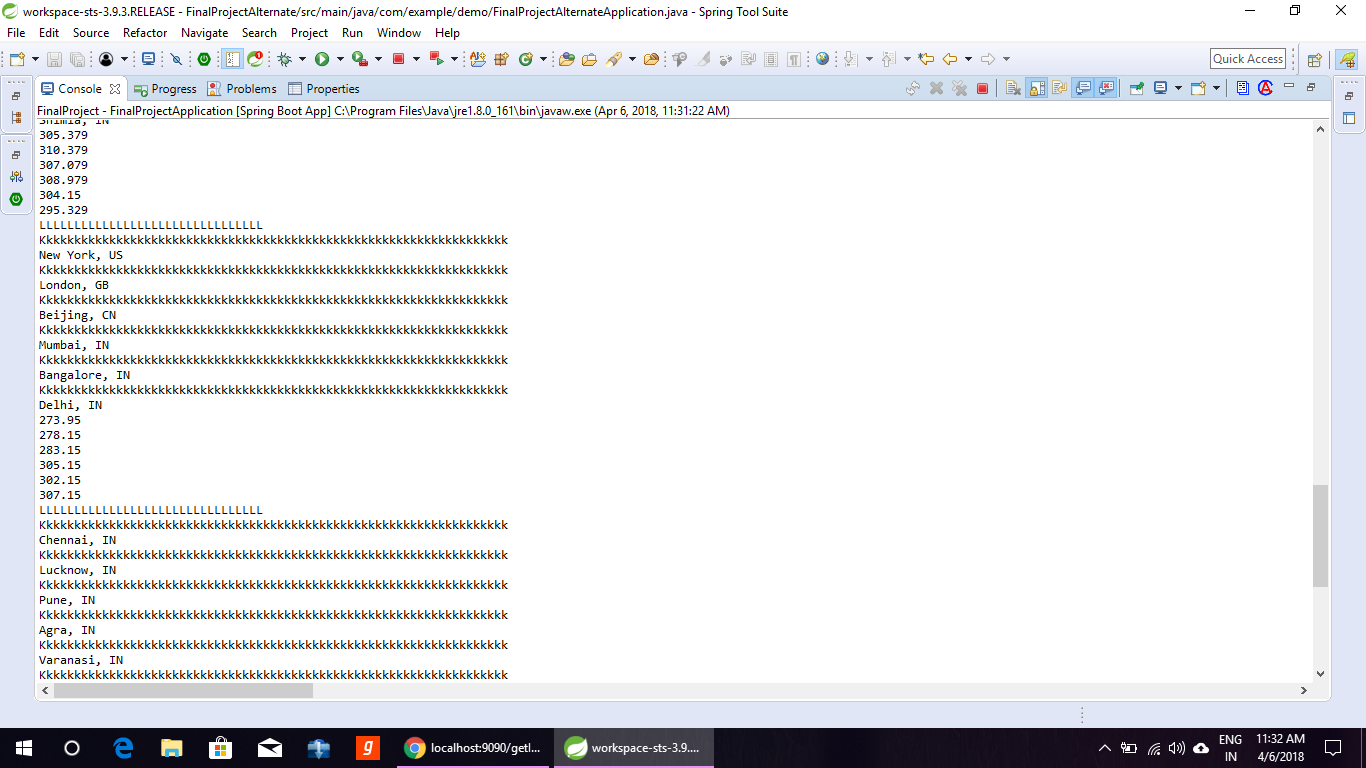 workspace-sts-3.9.3.RELEASE - FinalProjectAlternate/src/main/java/com/example/demo/FinalProjectAlternateApplication.java - Spring Tool Suite
File Edit Source Refactor Navigate Search Project Run Window Help
Quick Access
Console Progress Problems Properties
FinalProject - FinalProjectApplication [Spring Boot App] C:\Program Files\Java\jre1.8.0_161\bin\javaw.exe (Apr 6, 2018, 11:31:22 AM)
Shimla, IN
305.379
310.379
307.079
308.979
304.15
295.329
LLLLLLLLLLLLLLLLLLLLLLLLLLLLLLLL
Kkkkkkkkkkkkkkkkkkkkkkkkkkkkkkkkkkkkkkkkkkkkkkkkkkkkkkkkkkkkkkkkkkk
New York, US
Kkkkkkkkkkkkkkkkkkkkkkkkkkkkkkkkkkkkkkkkkkkkkkkkkkkkkkkkkkkkkkkkkkk
London, GB
Kkkkkkkkkkkkkkkkkkkkkkkkkkkkkkkkkkkkkkkkkkkkkkkkkkkkkkkkkkkkkkkkkkk
Beijing, CN
Kkkkkkkkkkkkkkkkkkkkkkkkkkkkkkkkkkkkkkkkkkkkkkkkkkkkkkkkkkkkkkkkkkk
Mumbai, IN
Kkkkkkkkkkkkkkkkkkkkkkkkkkkkkkkkkkkkkkkkkkkkkkkkkkkkkkkkkkkkkkkkkkk
Bangalore, IN
Kkkkkkkkkkkkkkkkkkkkkkkkkkkkkkkkkkkkkkkkkkkkkkkkkkkkkkkkkkkkkkkkkkk
Delhi, IN
273.95
278.15
283.15
305.15
302.15
307.15
LLLLLLLLLLLLLLLLLLLLLLLLLLLLLLLL
Kkkkkkkkkkkkkkkkkkkkkkkkkkkkkkkkkkkkkkkkkkkkkkkkkkkkkkkkkkkkkkkkkkk
Chennai, IN
Kkkkkkkkkkkkkkkkkkkkkkkkkkkkkkkkkkkkkkkkkkkkkkkkkkkkkkkkkkkkkkkkkkk
Lucknow, IN
Kkkkkkkkkkkkkkkkkkkkkkkkkkkkkkkkkkkkkkkkkkkkkkkkkkkkkkkkkkkkkkkkkkk
Pune, IN
Kkkkkkkkkkkkkkkkkkkkkkkkkkkkkkkkkkkkkkkkkkkkkkkkkkkkkkkkkkkkkkkkkkk
Agra, IN
Kkkkkkkkkkkkkkkkkkkkkkkkkkkkkkkkkkkkkkkkkkkkkkkkkkkkkkkkkkkkkkkkkkk
Varanasi, IN
Kkkkkkkkkkkkkkkkkkkkkkkkkkkkkkkkkkkkkkkkkkkkkkkkkkkkkkkkkkkkkkkkkkk
localhost:9090/getl... workspace-sts-3.9....
ENG 11:32 AM
IN 4/6/2018